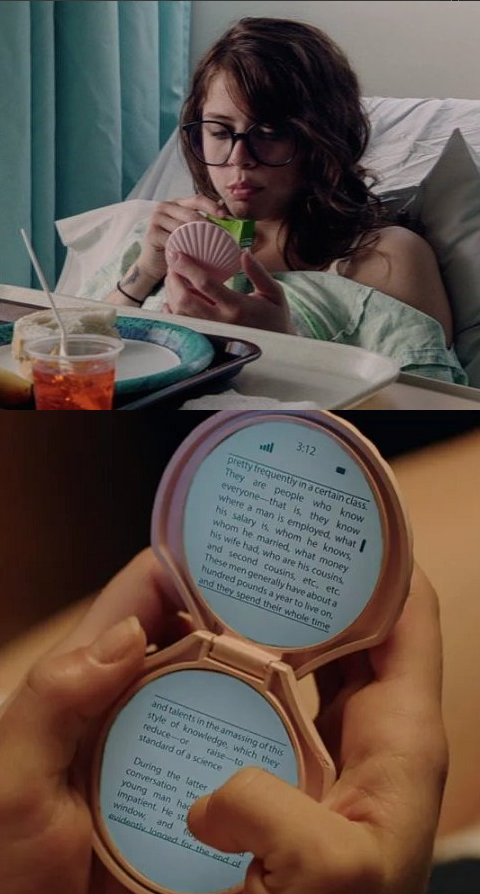 3:12
pretty frequently in a certain class.
They are people who know
everyone—that is, they know
where a man is employed, what
his salary is, whom he knows,
whom he married, what money
his wife had, who are his cousins,
and second cousins, etc., etc.
These men generally have about a
hundred pounds a year to live on,
and they spend their whole time
and talents in the amassing of this
style of knowledge, which they
reduce—or raise—to
standard of a science
During the latter
conversation the
young man had
impatient. He
window, and
evidently longed for the end of